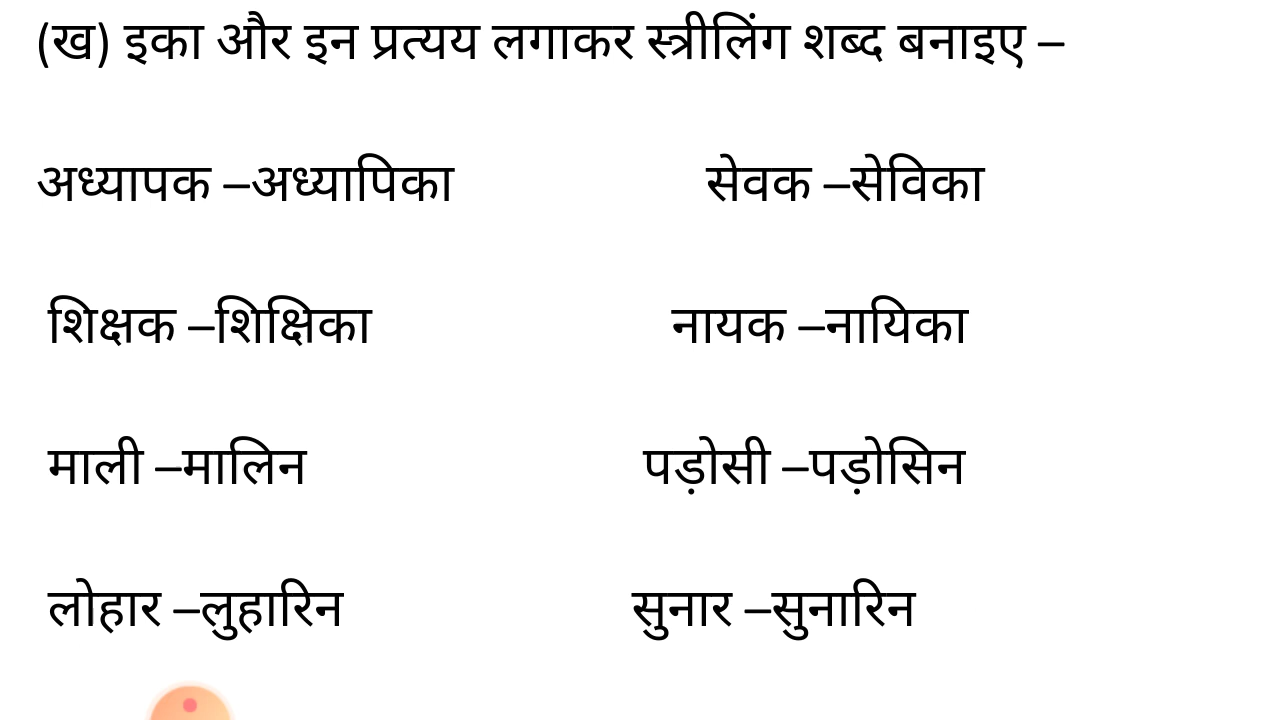 (ख) इका और इन प्रत्यय लगाकर स्त्रीलिंग शब्द बनाइए –
अध्यापक –अध्यापिका सेवक –सेविका
शिक्षक –शिक्षिका नायक –नायिका
माली –मालिन पड़ोसी –पड़ोसिन
लोहार –लुहारिन सुनार –सुनारिन